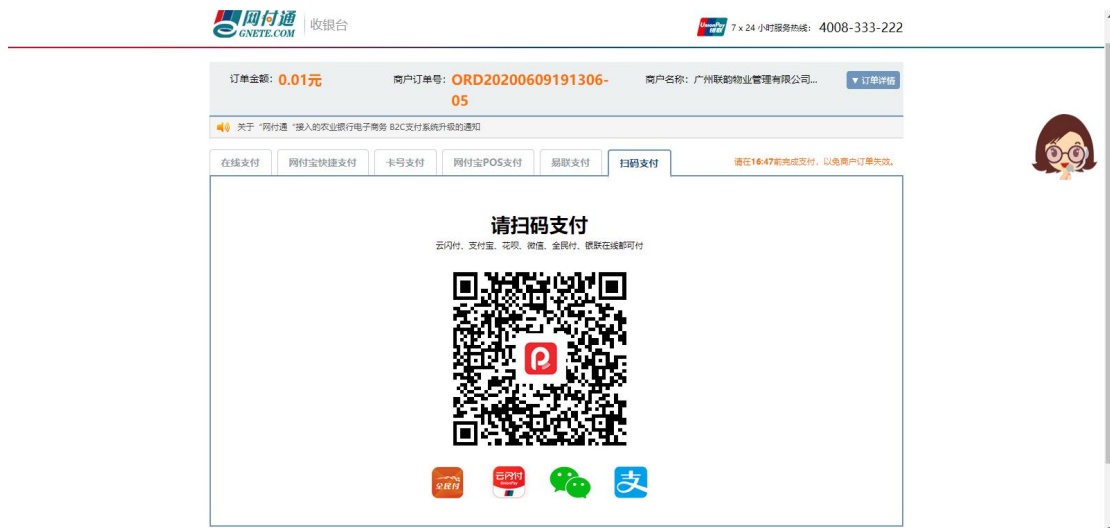 网付通
GNETE.COM
收银台
UnionPay
银联
7 x 24 小时服务热线: 4008-333-222
订单金额: 0.01元
商户订单号: ORD20200609191306-
05
商户名称: 广州联韵物业管理有限公司...
▼ 订单详情
关于 "网付通 "接入的农业银行电子商务 B2C支付系统升级的通知
在线支付
网付宝快捷支付
卡号支付
网付宝POS支付
易联支付
扫码支付
请在16:47前完成支付，以免商户订单失效。
请扫码支付
云闪付、支付宝、花呗、微信、全民付、银联在线都可付
全民付
云闪付
UnionPay
支